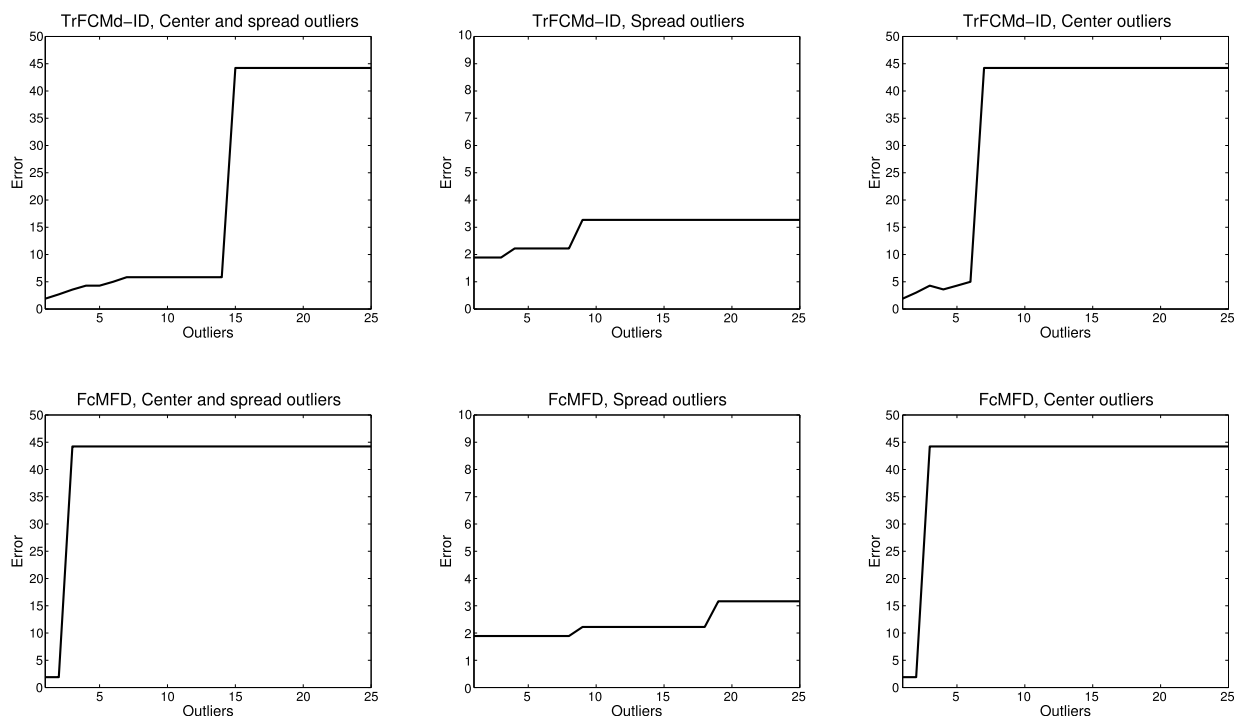 TrFCMd−ID, Center and spread outliers
50
45
40
35
30
25
20
15
10
5
0
Error
5 10 15 20 25
Outliers
TrFCMd−ID, Spread outliers
10
9
8
7
6
5
4
3
2
1
0
Error
5 10 15 20 25
Outliers
TrFCMd−ID, Center outliers
50
45
40
35
30
25
20
15
10
5
0
Error
5 10 15 20 25
Outliers
FcMFD, Center and spread outliers
50
45
40
35
30
25
20
15
10
5
0
Error
5 10 15 20 25
Outliers
FcMFD, Spread outliers
10
9
8
7
6
5
4
3
2
1
0
Error
5 10 15 20 25
Outliers
FcMFD, Center outliers
50
45
40
35
30
25
20
15
10
5
0
Error
5 10 15 20 25
Outliers